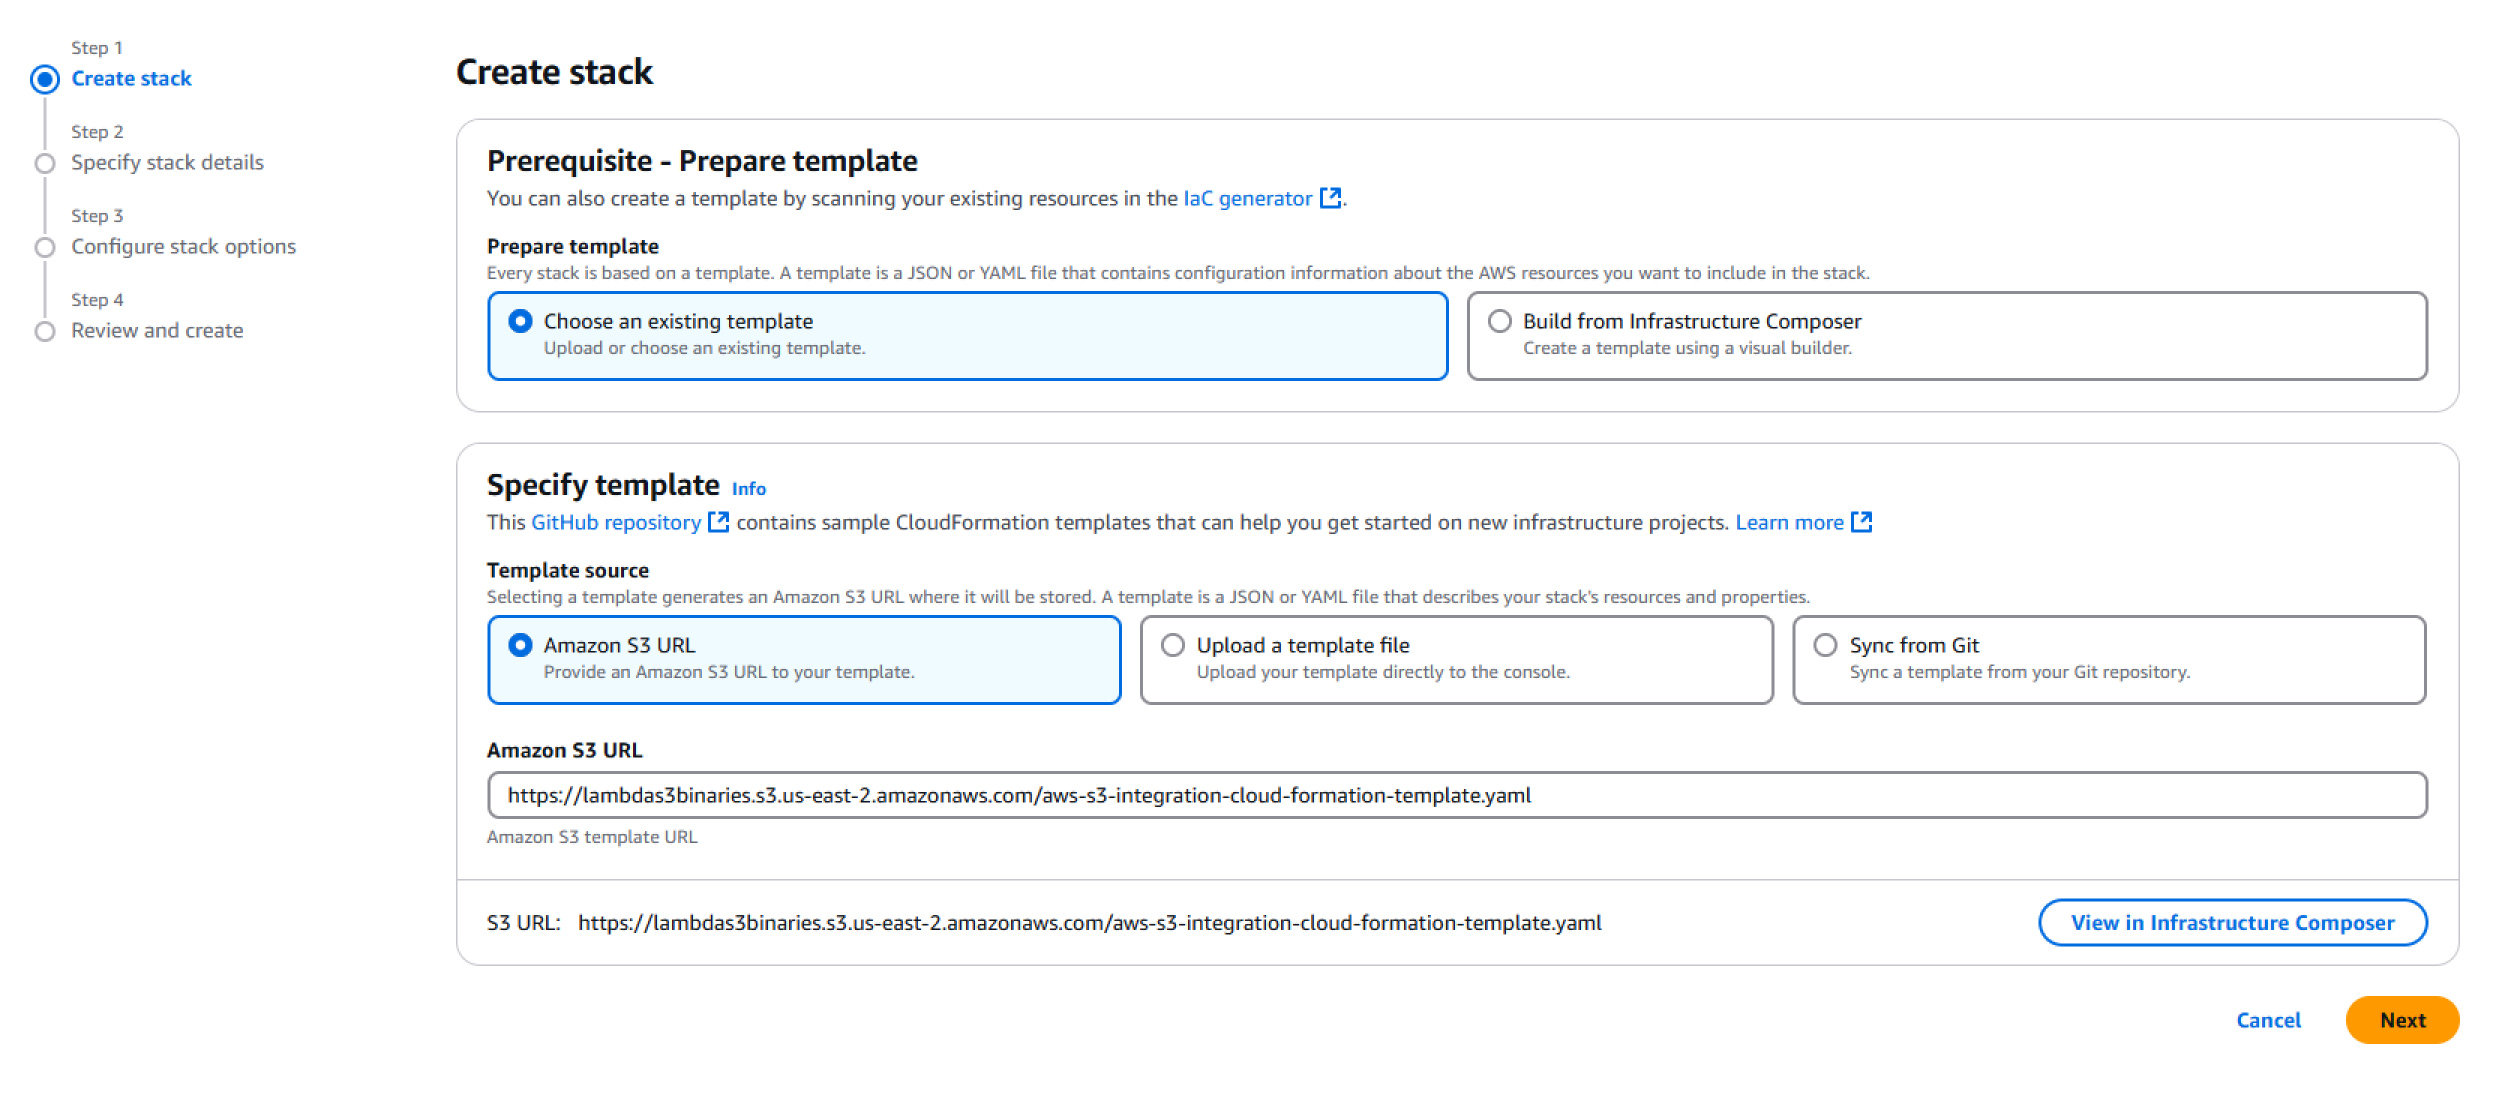 Step 1
Create stack
Step 2
Specify stack details
Step 3
Configure stack options
Step 4
Review and create
Create stack
Prerequisite - Prepare template
You can also create a template by scanning your existing resources in the IaC generator.
Prepare template
Every stack is based on a template. A template is a JSON or YAML file that contains configuration information about the AWS resources you want to include in the stack.
Choose an existing template
Upload or choose an existing template.
Build from Infrastructure Composer
Create a template using a visual builder.
Specify template Info
This GitHub repository contains sample CloudFormation templates that can help you get started on new infrastructure projects. Learn more
Template source
Selecting a template generates an Amazon S3 URL where it will be stored. A template is a JSON or YAML file that describes your stack's resources and properties.
Amazon S3 URL
Provide an Amazon S3 URL to your template.
Upload a template file
Upload your template directly to the console.
Sync from Git
Sync a template from your Git repository.
Amazon S3 URL
https://lambdas3binaries.s3.us-east-2.amazonaws.com/aws-s3-integration-cloud-formation-template.yaml
Amazon S3 template URL
S3 URL: https://lambdas3binaries.s3.us-east-2.amazonaws.com/aws-s3-integration-cloud-formation-template.yaml
View in Infrastructure Composer
Cancel
Next